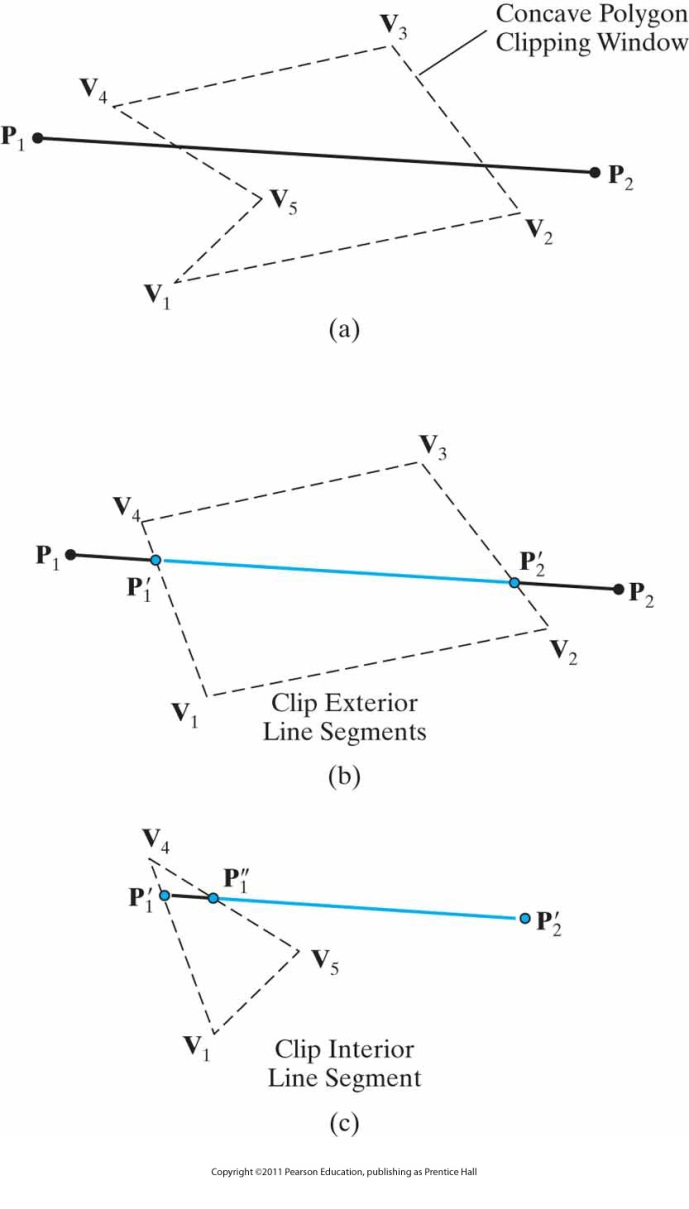 Concave Polygon
Clipping Window
V3
V4
P1
P2
V5
V2
V1
(a)
V3
V4
P1
P′1
P′2
P2
V2
V1
Clip Exterior
Line Segments
(b)
V4
P′1
P″1
P′2
V5
V1
Clip Interior
Line Segment
(c)
Copyright ©2011 Pearson Education, publishing as Prentice Hall